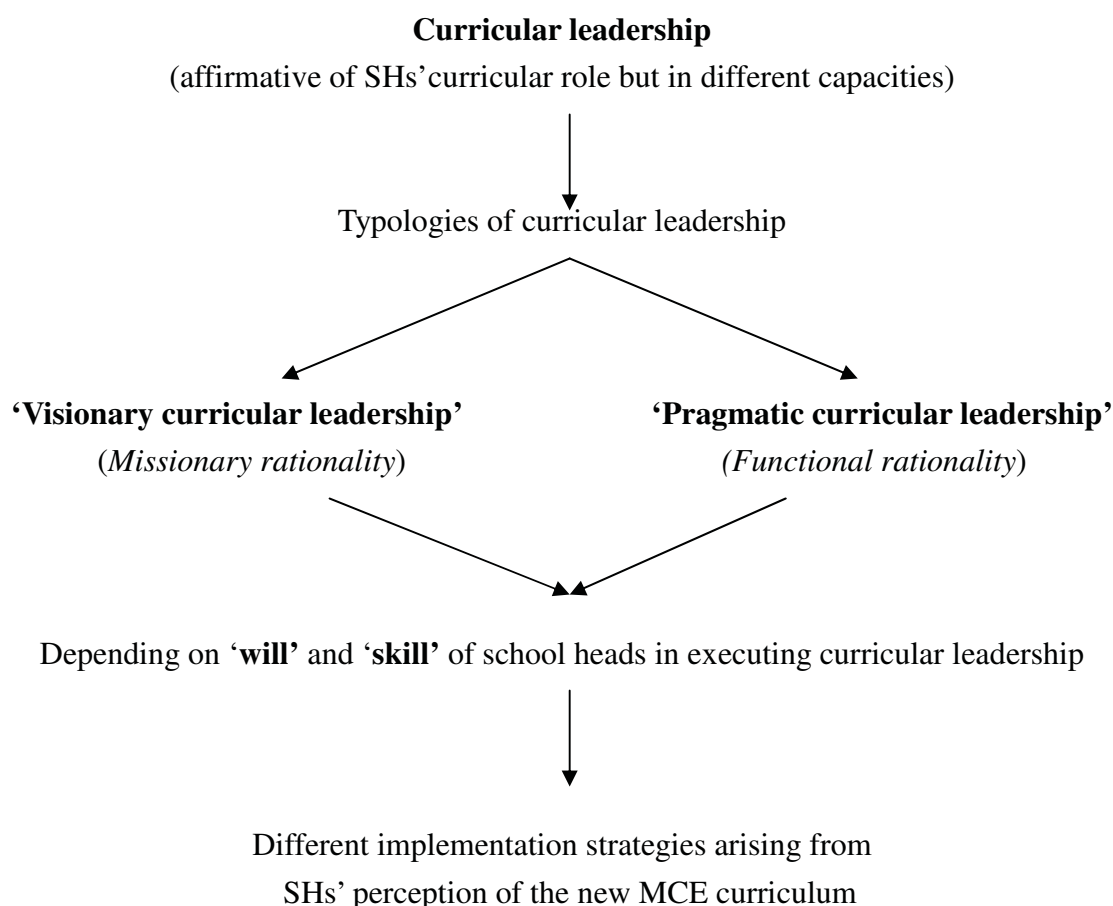 Curricular leadership
(affirmative of SHs’curricular role but in different capacities)
Typologies of curricular leadership
‘Visionary curricular leadership’
(Missionary rationality)
‘Pragmatic curricular leadership’
(Functional rationality)
Depending on ‘will’ and ‘skill’ of school heads in executing curricular leadership
Different implementation strategies arising from
SHs’ perception of the new MCE curriculum